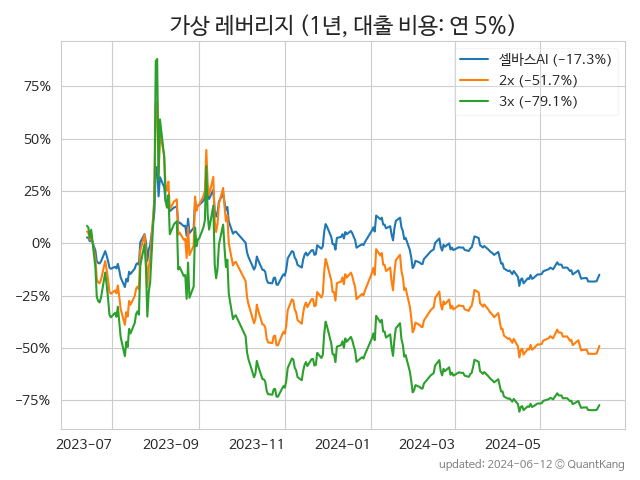 가상 레버리지 (1년, 대출 비용: 연 5%)
셀바스AI (−17.3%)
2x (−51.7%)
3x (−79.1%)
75%
50%
25%
0%
−25%
−50%
−75%
2023-07
2023-09
2023-11
2024-01
2024-03
2024-05
updated: 2024-06-12 © QuantKang